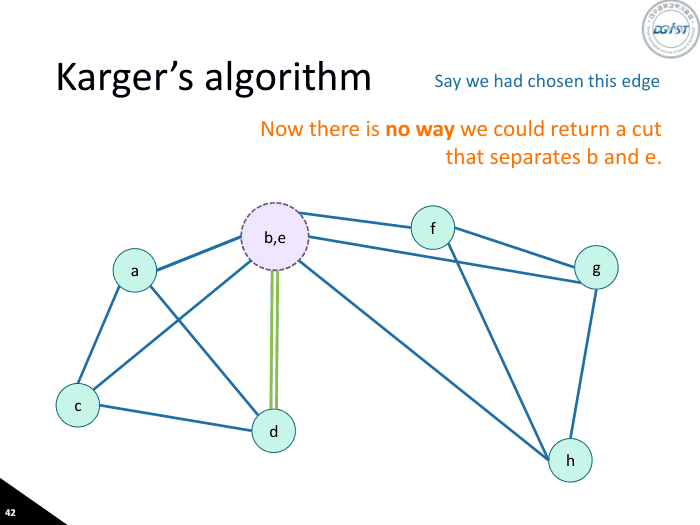 DGIST
Karger's algorithm
Say we had chosen this edge
Now there is no way we could return a cut
that separates b and e.
b,e
f
a
g
c
d
h
42